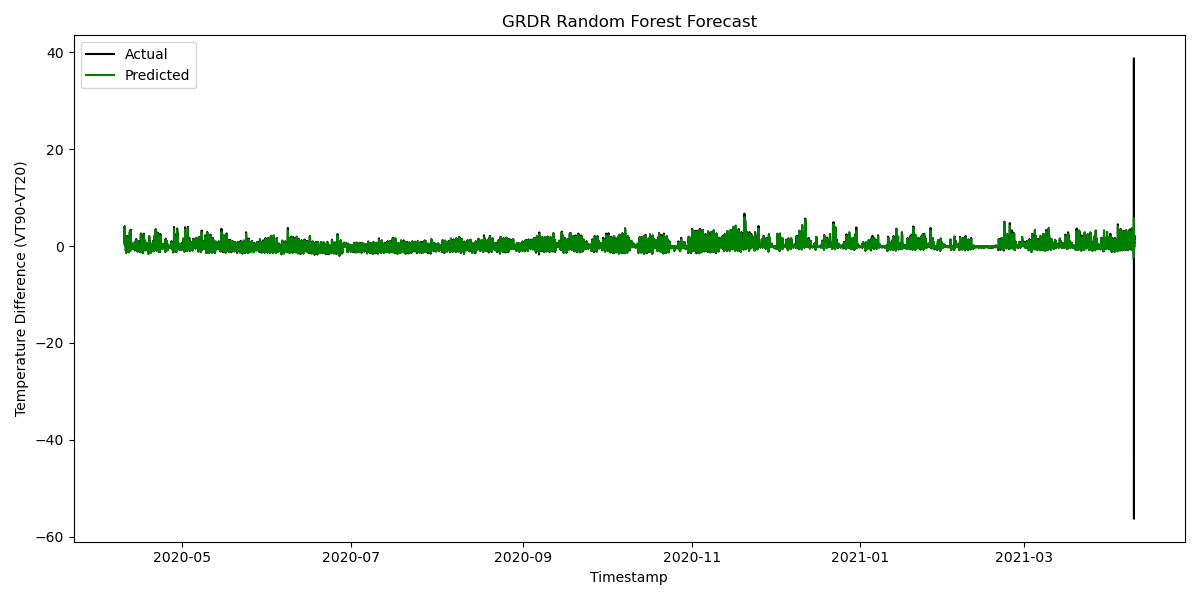 GRDR Random Forest Forecast
Actual
Predicted
Temperature Difference (VT90-VT20)
40
20
0
−20
−40
−60
2020-05
2020-07
2020-09
2020-11
2021-01
2021-03
Timestamp